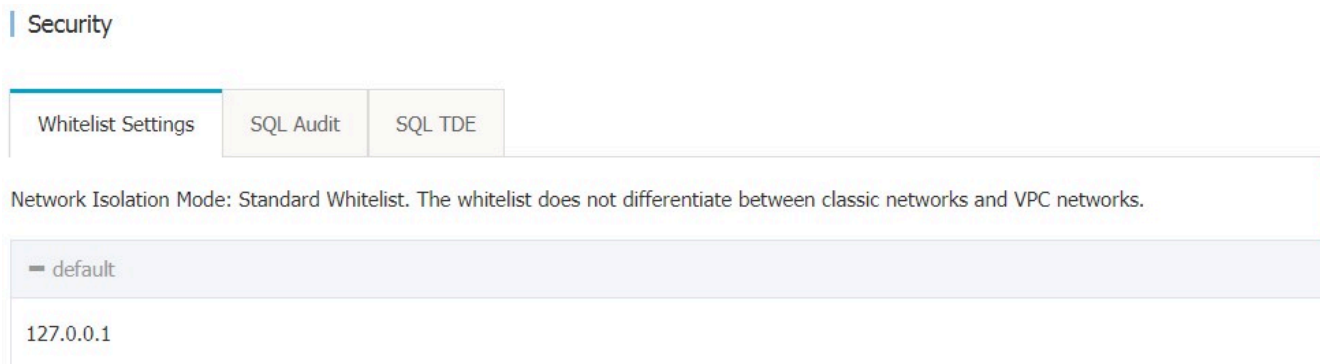 Security
Whitelist Settings
SQL Audit
SQL TDE
Network Isolation Mode: Standard Whitelist. The whitelist does not differentiate between classic networks and VPC networks.
default
127.0.0.1